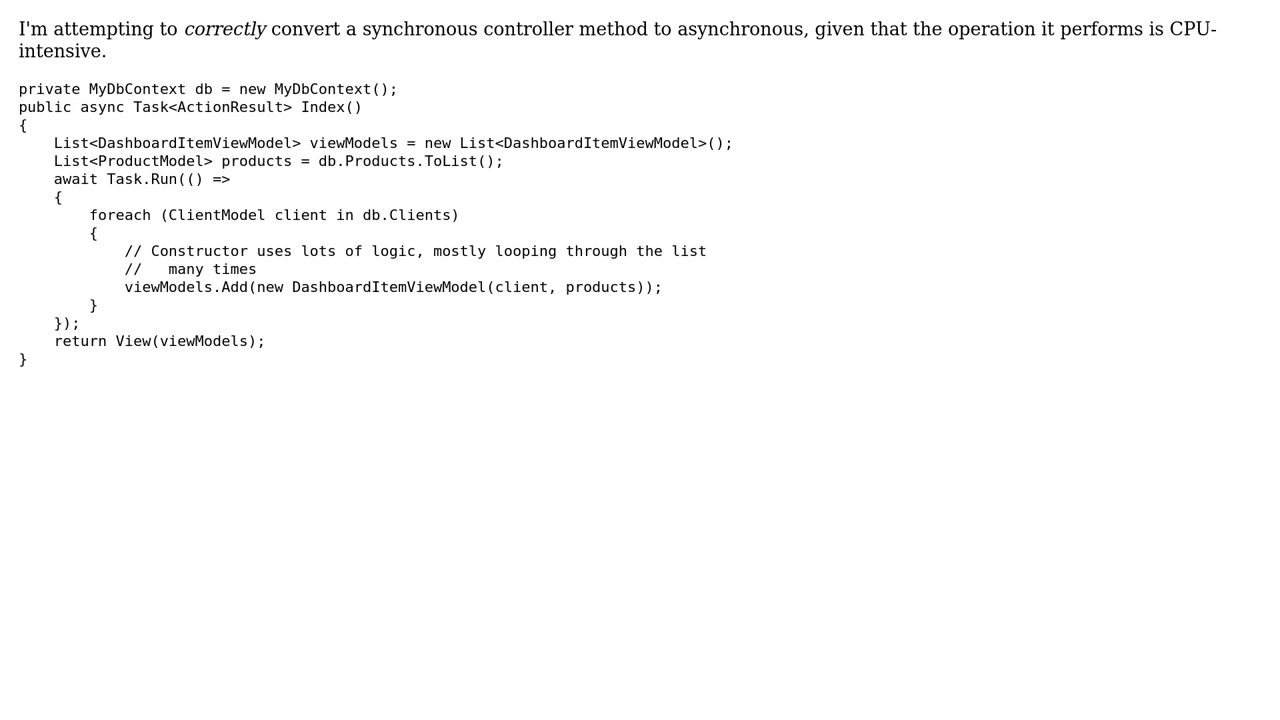 I'm attempting to correctly convert a synchronous controller method to asynchronous, given that the operation it performs is CPU-
intensive.
private MyDbContext db = new MyDbContext();
public async Task<ActionResult> Index()
{
    List<DashboardItemViewModel> viewModels = new List<DashboardItemViewModel>();
    List<ProductModel> products = db.Products.ToList();
    await Task.Run(() =>
    {
        foreach (ClientModel client in db.Clients)
        {
            // Constructor uses lots of logic, mostly looping through the list
            //   many times
            viewModels.Add(new DashboardItemViewModel(client, products));
        }
    });
    return View(viewModels);
}